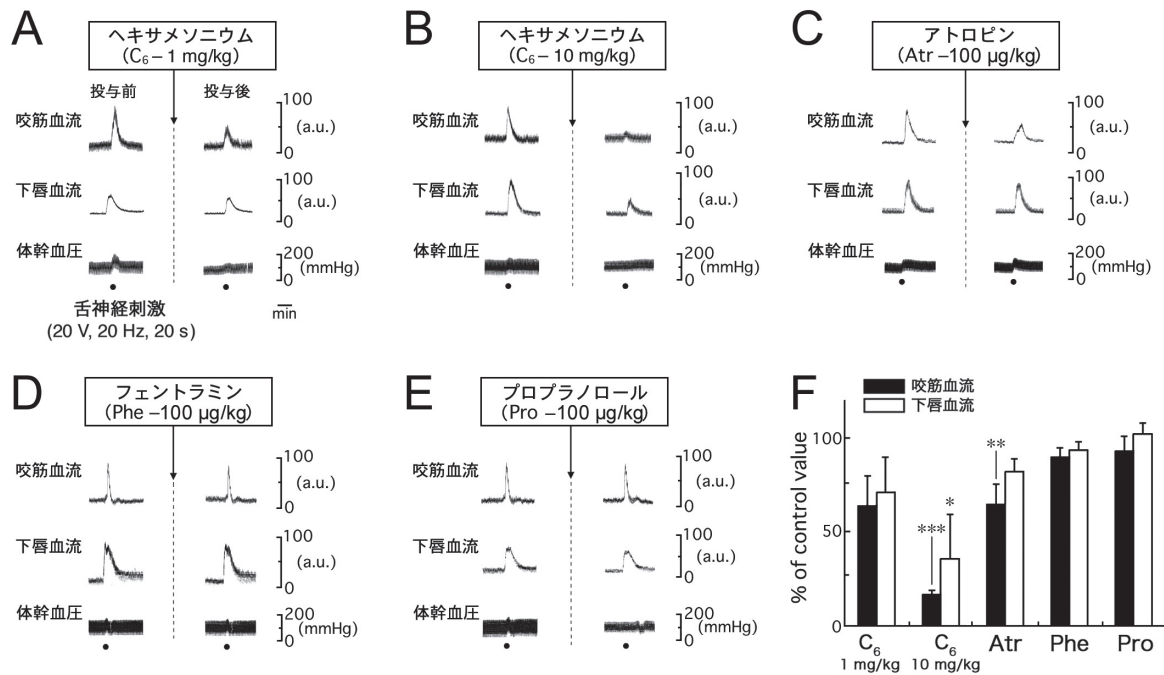 A
ヘキサメソニウム
(C₆ – 1 mg/kg)
投与前
投与後
咬筋血流
100
(a.u.)
0
下唇血流
100
(a.u.)
0
体幹血圧
200
(mmHg)
0
舌神経刺激
(20 V, 20 Hz, 20 s)
min
B
ヘキサメソニウム
(C₆ – 10 mg/kg)
咬筋血流
100
(a.u.)
0
下唇血流
100
(a.u.)
0
体幹血圧
200
(mmHg)
0
C
アトロピン
(Atr –100 µg/kg)
咬筋血流
100
(a.u.)
0
下唇血流
100
(a.u.)
0
体幹血圧
200
(mmHg)
0
D
フェントラミン
(Phe –100 µg/kg)
咬筋血流
100
(a.u.)
0
下唇血流
100
(a.u.)
0
体幹血圧
200
(mmHg)
0
E
プロプラノロール
(Pro –100 µg/kg)
咬筋血流
100
(a.u.)
0
下唇血流
100
(a.u.)
0
体幹血圧
200
(mmHg)
0
F
咬筋血流
下唇血流
% of control value
100
50
0
***
*
**
C₆
1 mg/kg
C₆
10 mg/kg
Atr
Phe
Pro